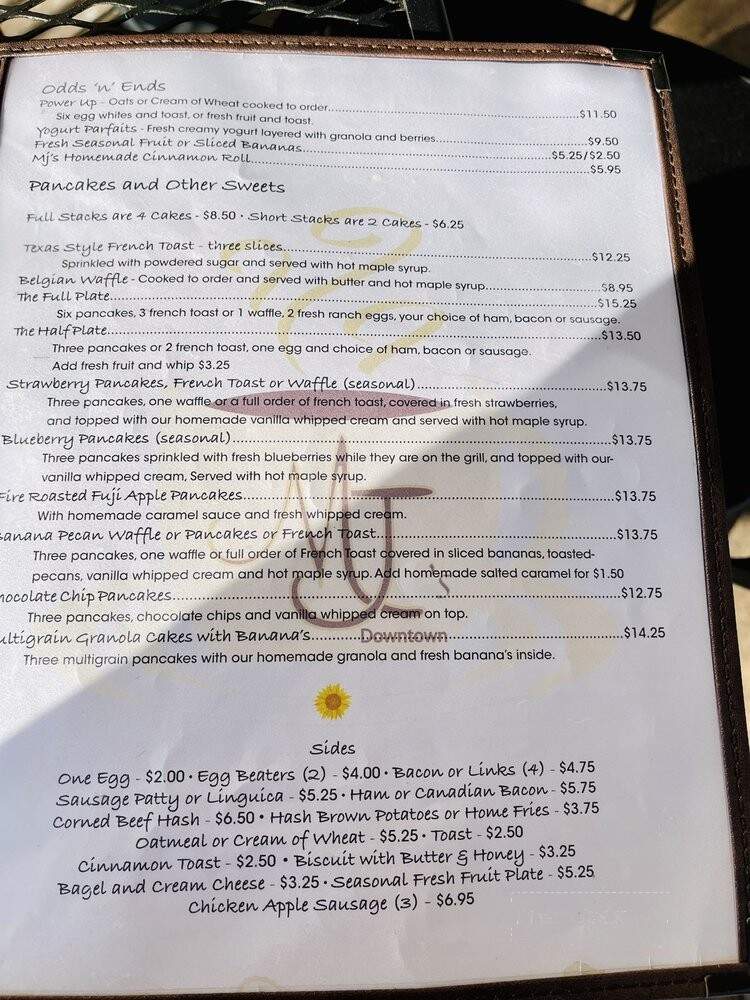 Odds 'n' Ends
Power Up - Oats or Cream of Wheat cooked to order...$11.50
Six egg whites and toast, or fresh fruit and toast.
Yogurt Parfaits - Fresh creamy yogurt layered with granola and berries...$9.50
Fresh Seasonal Fruit or Sliced Bananas...$5.25/$2.50
Mj's Homemade Cinnamon Roll...$5.95
Pancakes and Other Sweets
Full Stacks are 4 Cakes - $8.50 • Short Stacks are 2 Cakes - $6.25
Texas Style French Toast - three slices...$12.25
Sprinkled with powdered sugar and served with hot maple syrup.
Belgian Waffle - Cooked to order and served with butter and hot maple syrup...$8.95
The Full Plate...$15.25
Six pancakes, 3 french toast or 1 waffle, 2 fresh ranch eggs, your choice of ham, bacon or sausage.
The Half Plate...$13.50
Three pancakes or 2 french toast, one egg and choice of ham, bacon or sausage.
Add fresh fruit and whip $3.25
Strawberry Pancakes, French Toast or Waffle (seasonal)...$13.75
Three pancakes, one waffle or a full order of french toast, covered in fresh strawberries,
and topped with our homemade vanilla whipped cream and served with hot maple syrup.
Blueberry Pancakes (seasonal)...$13.75
Three pancakes sprinkled with fresh blueberries while they are on the grill, and topped with our-
vanilla whipped cream, Served with hot maple syrup.
Fire Roasted Fuji Apple Pancakes...$13.75
With homemade caramel sauce and fresh whipped cream.
anana Pecan Waffle or Pancakes or French Toast...$13.75
Three pancakes, one waffle or full order of French Toast covered in sliced bananas, toasted-
pecans, vanilla whipped cream and hot maple syrup. Add homemade salted caramel for $1.50
hocolate Chip Pancakes...$12.75
Three pancakes, chocolate chips and vanilla whipped cream on top.
ultigrain Granola Cakes with Banana's...$14.25
Three multigrain pancakes with our homemade granola and fresh banana's inside.
MJ's
Downtown
Sides
One Egg - $2.00 • Egg Beaters (2) - $4.00 • Bacon or Links (4) - $4.75
Sausage Patty or Linguica - $5.25 • Ham or Canadian Bacon - $5.75
Corned Beef Hash - $6.50 • Hash Brown Potatoes or Home Fries - $3.75
Oatmeal or Cream of Wheat - $5.25 • Toast - $2.50
Cinnamon Toast - $2.50 • Biscuit with Butter & Honey - $3.25
Bagel and Cream Cheese - $3.25 • Seasonal Fresh Fruit Plate - $5.25
Chicken Apple Sausage (3) - $6.95